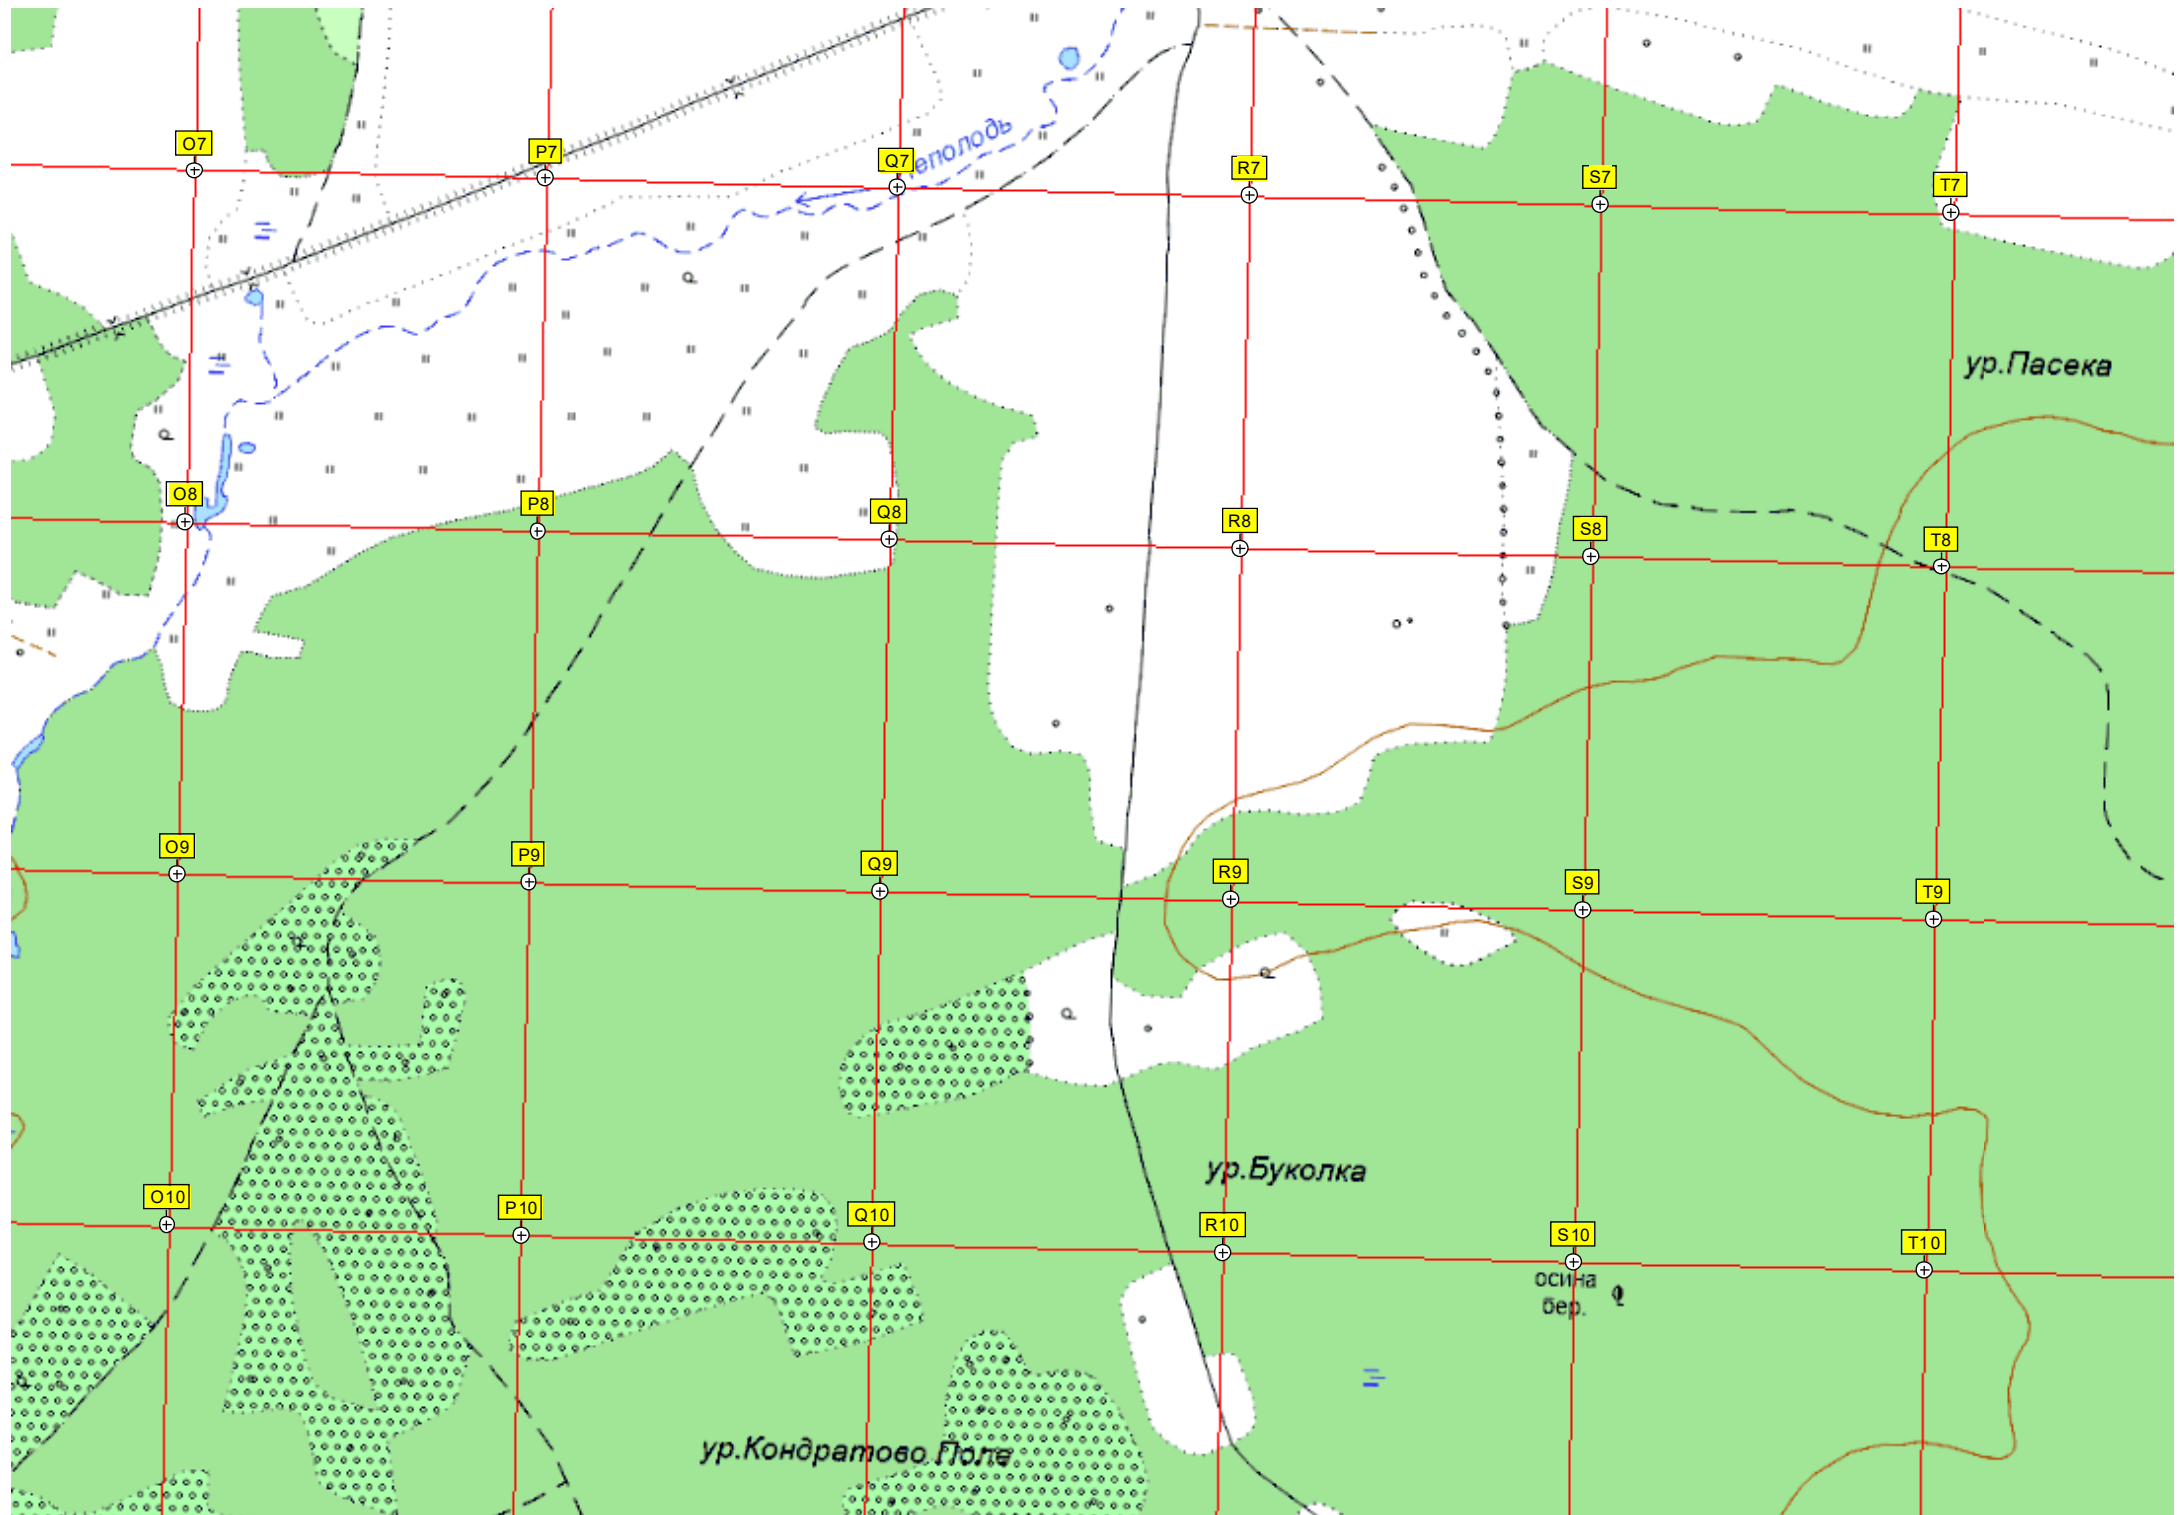 еполодь
O7
P7
Q7
R7
S7
T7
ур.Пасека
O8
P8
Q8
R8
S8
T8
O9
P9
Q9
R9
S9
T9
ур.Буколка
O10
P10
Q10
R10
S10
T10
осина
бер.
ур.Кондратово Поле